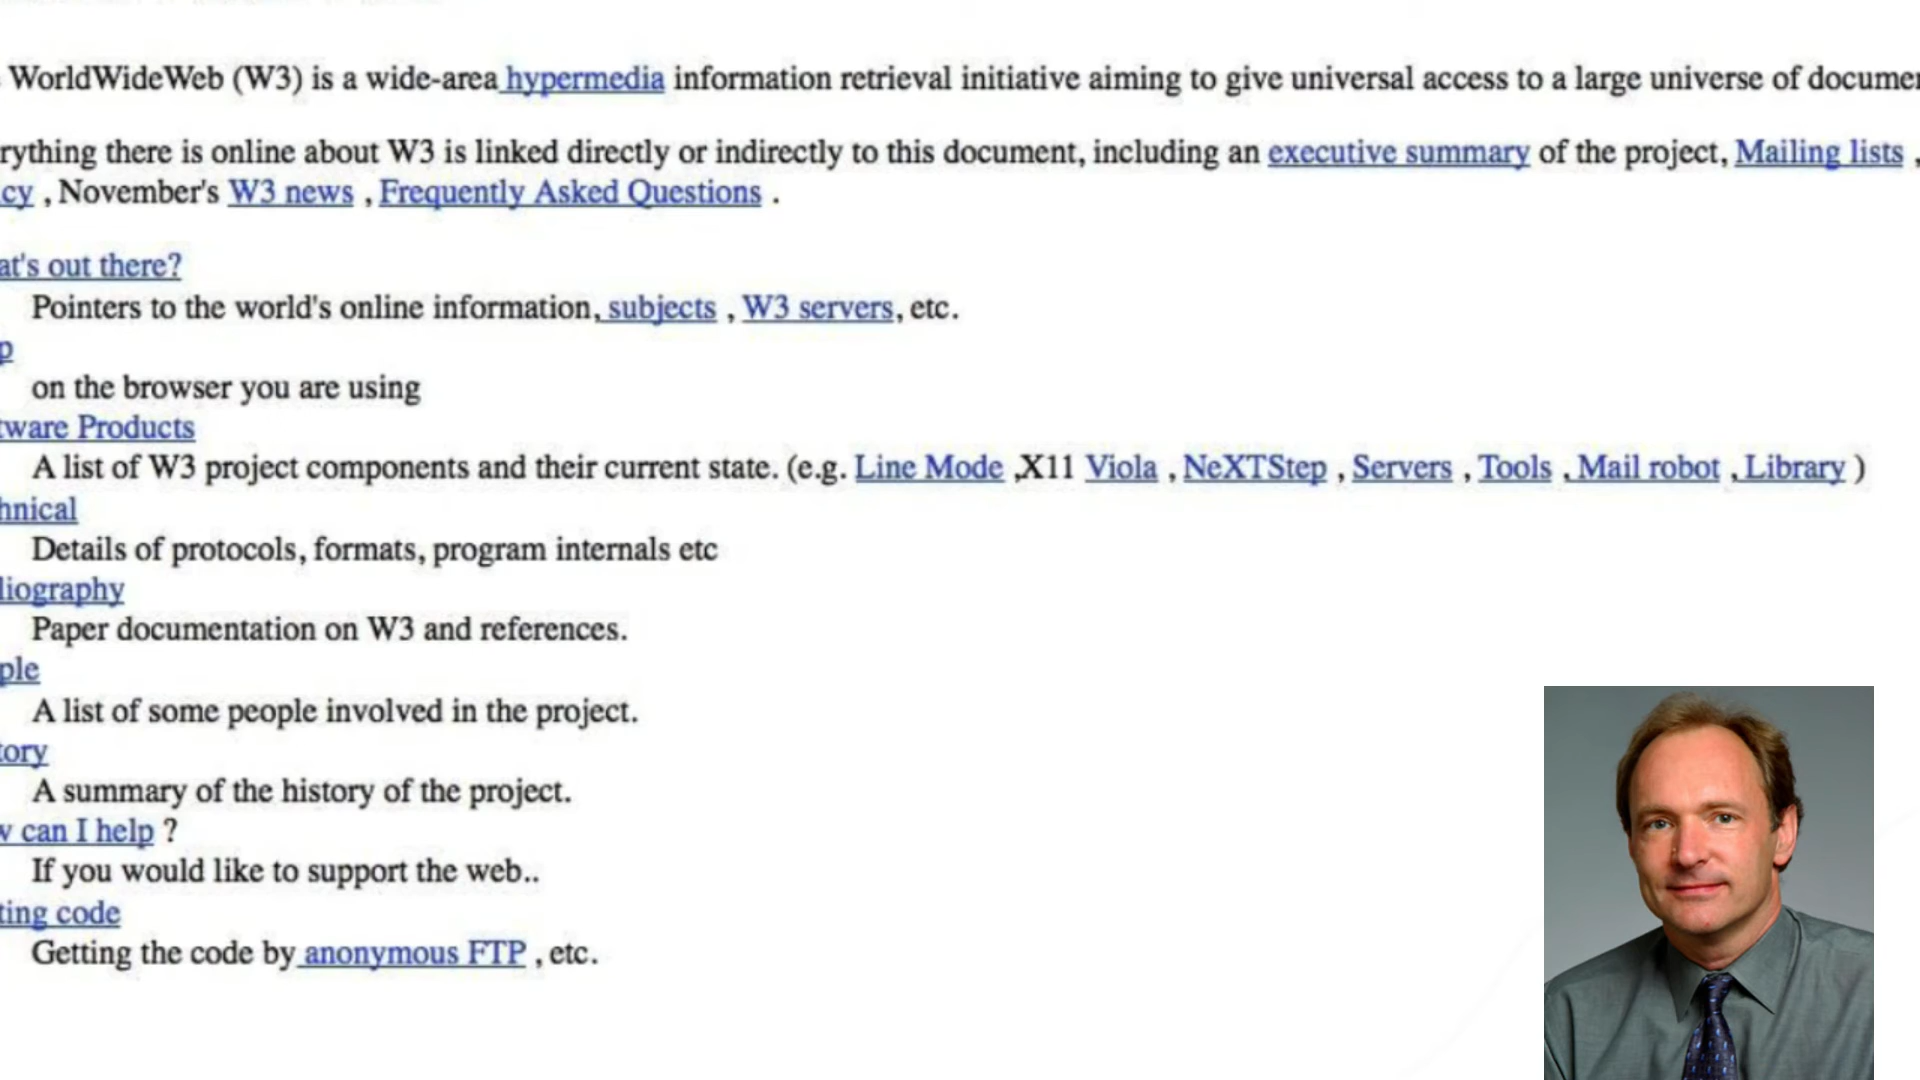 WorldWideWeb (W3) is a wide-area hypermedia information retrieval initiative aiming to give universal access to a large universe of
rything there is online about W3 is linked directly or indirectly to this document, including an executive summary of the project, Mailing lists ,
cy , November's W3 news , Frequently Asked Questions .
at's out there?
Pointers to the world's online information, subjects , W3 servers, etc.
p
on the browser you are using
tware Products
A list of W3 project components and their current state. (e.g. Line Mode ,X11 Viola , NeXTStep , Servers , Tools , Mail robot , Library )
hnical
Details of protocols, formats, program internals etc
liography
Paper documentation on W3 and references.
ple
A list of some people involved in the project.
tory
A summary of the history of the project.
w can I help ?
If you would like to support the web..
ting code
Getting the code by anonymous FTP , etc.